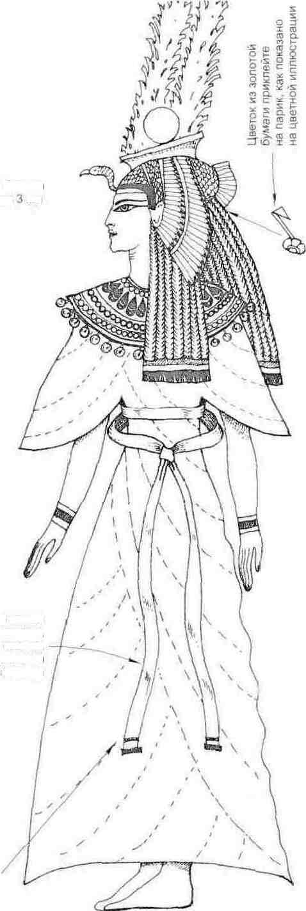 Цветок из золотой
бумаги приклейте
на парик, как показано
на цветной иллюстрации
3